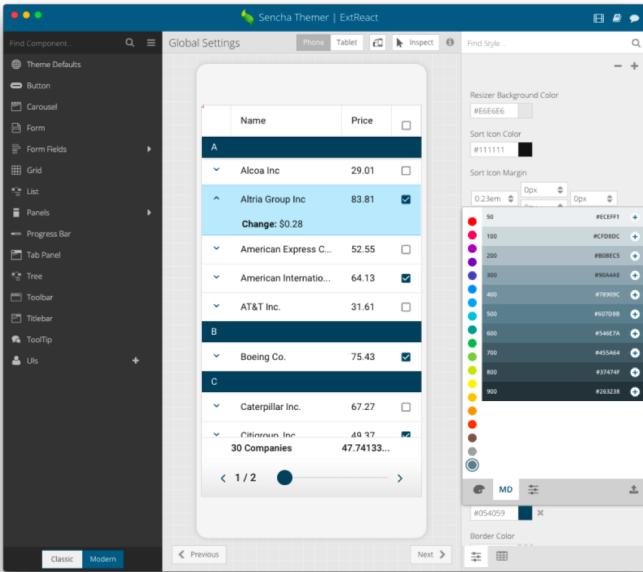 Sencha Themer | ExtReact
Find Component...
Theme Defaults
Button
Carousel
Form
Form Fields
Grid
List
Panels
Progress Bar
Tab Panel
Tree
Toolbar
Titlebar
ToolTip
UIs
Classic Modern
Global Settings
Phone Tablet Inspect
Name Price
A
Alcoa Inc 29.01
Altria Group Inc 83.81
Change: $0.28
American Express C... 52.55
American Internatio... 64.13
AT&T Inc. 31.61
B
Boeing Co. 75.43
C
Caterpillar Inc. 67.27
Citigroup, Inc 49.37
30 Companies 47.74133...
1 / 2
Previous Next
Find Style...
Resizer Background Color
#E6E6E6
Sort Icon Color
#111111
Sort Icon Margin
0px
0.23em 0px
50 #ECEFF1
100 #CFD8DC
200 #B0BEC5
300 #90A4AE
400 #78909C
500 #607D8B
600 #546E7A
700 #455A64
800 #37474F
900 #263238
MD
#054059
Border Color